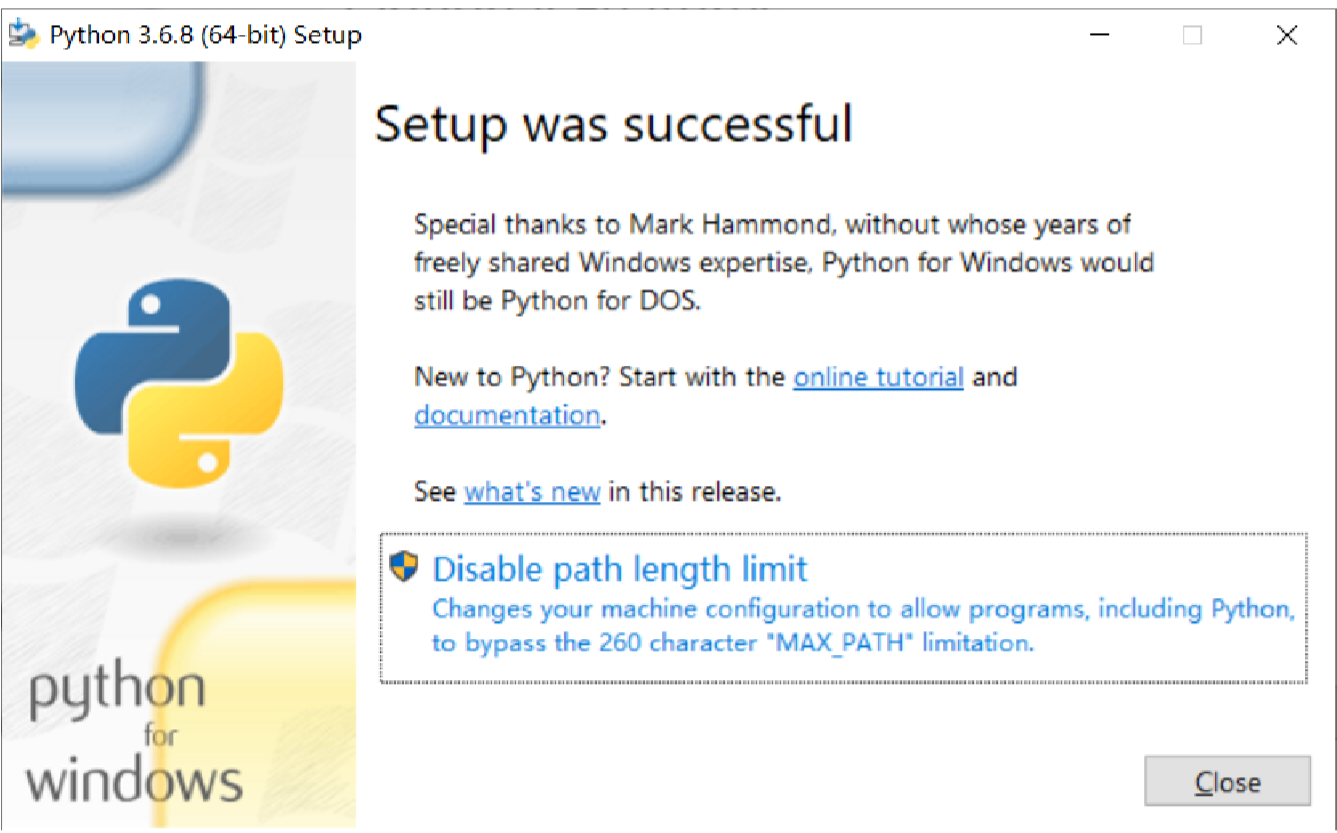 Python 3.6.8 (64-bit) Setup
Setup was successful
Special thanks to Mark Hammond, without whose years of
freely shared Windows expertise, Python for Windows would
still be Python for DOS.
New to Python? Start with the online tutorial and
documentation.
See what's new in this release.
Disable path length limit
Changes your machine configuration to allow programs, including Python,
to bypass the 260 character "MAX_PATH" limitation.
python
for
windows
Close